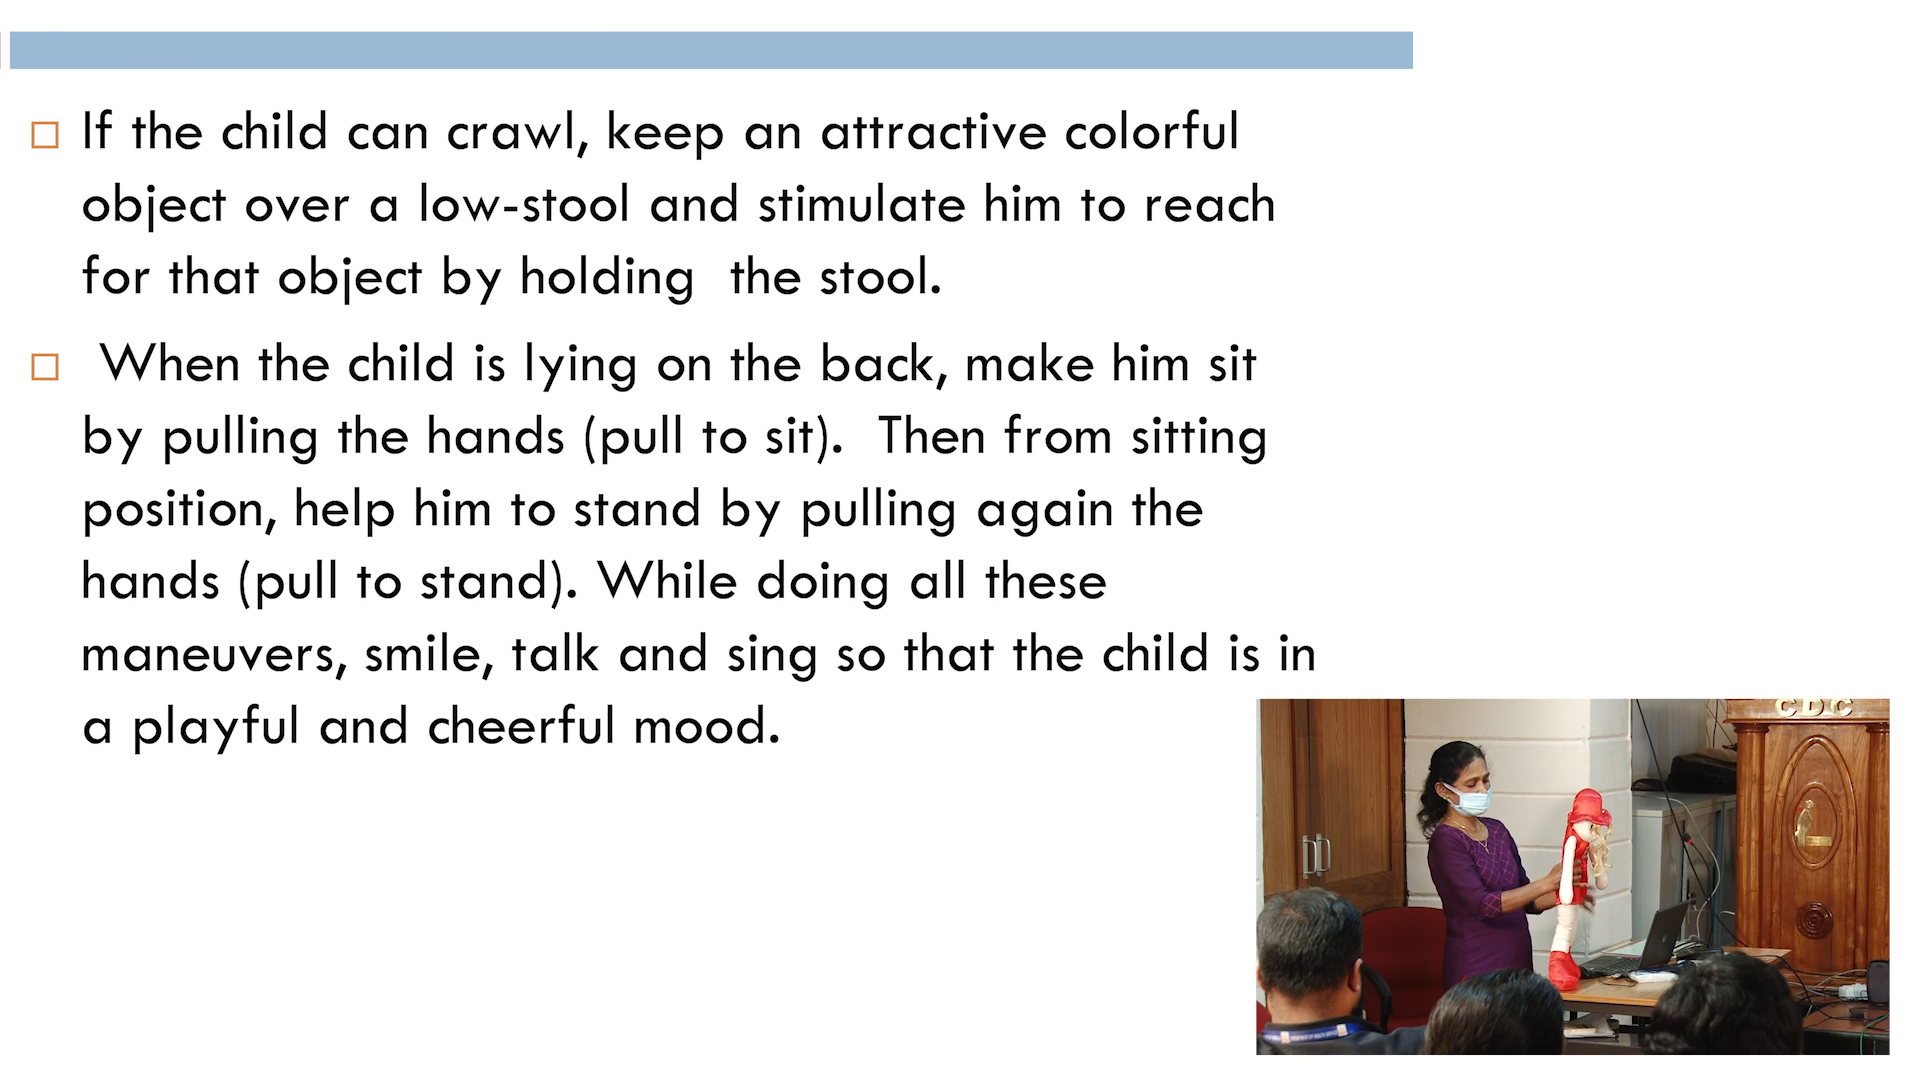 If the child can crawl, keep an attractive colorful
object over a low-stool and stimulate him to reach
for that object by holding  the stool.
When the child is lying on the back, make him sit
by pulling the hands (pull to sit).  Then from sitting
position, help him to stand by pulling again the
hands (pull to stand). While doing all these
maneuvers, smile, talk and sing so that the child is in
a playful and cheerful mood.
CDC